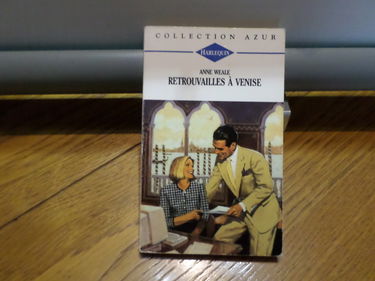 COLLECTION AZUR
HARLEQUIN
ANNE WEALE
RETROUVAILLES À VENISE